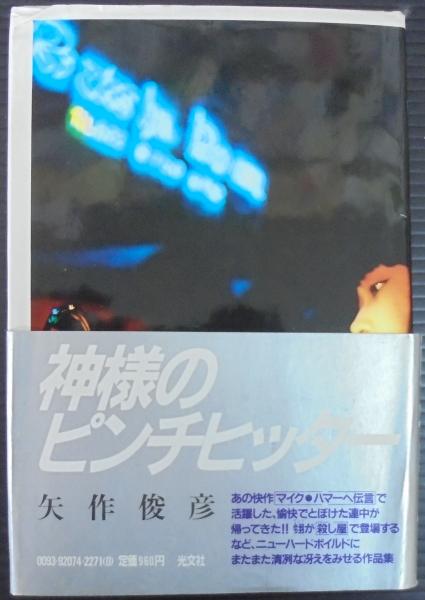 神様の
ピンチヒッター
矢作俊彦
0093-92074-2271(0) 定価960円 光文社
あの快作「マイク●ハマーへ伝言」で
活躍した、愉快でとぼけた連中が
帰ってきた!!
が「殺し屋」で登場する
など、ニューハードボイルドに
またまた清冽な冴えをみせる作品集